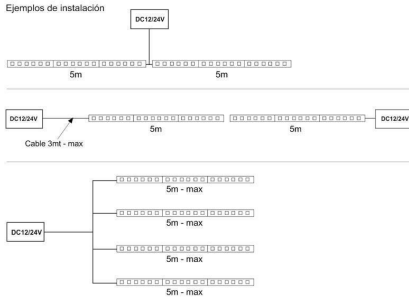 Ejemplos de instalación
DC12/24V
5m 5m
DC12/24V DC12/24V
5m 5m
Cable 3mt - max
5m - max
5m - max
DC12/24V
5m - max
5m - max